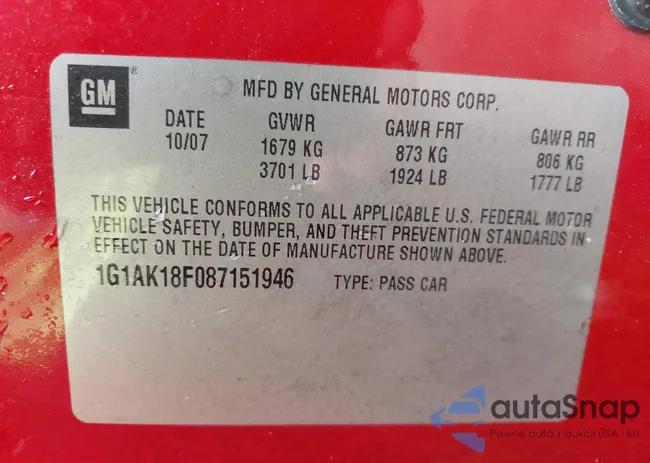 GM®
MFD BY GENERAL MOTORS CORP.
DATE GVWR GAWR FRT GAWR RR
10/07 1679 KG 873 KG 806 KG
3701 LB 1924 LB 1777 LB
THIS VEHICLE CONFORMS TO ALL APPLICABLE U.S. FEDERAL MOTOR
VEHICLE SAFETY, BUMPER, AND THEFT PREVENTION STANDARDS IN
EFFECT ON THE DATE OF MANUFACTURE SHOWN ABOVE.
1G1AK18F087151946 TYPE: PASS CAR
autaSnap
Pewne auta z aukcji USA - EU